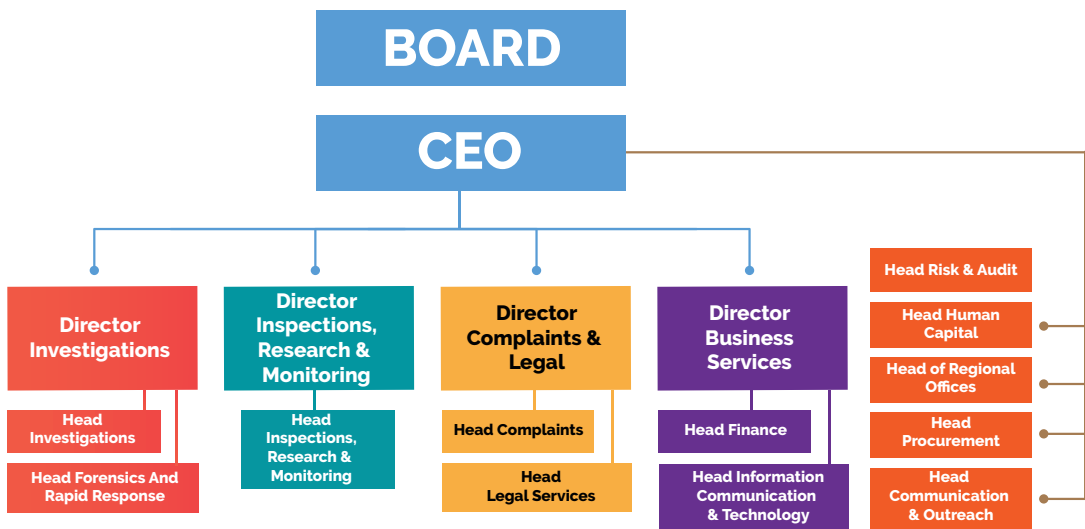 BOARD
CEO
Director
Investigations
Head
Investigations
Head Forensics And
Rapid Response
Director
Inspections,
Research &
Monitoring
Head
Inspections,
Research &
Monitoring
Director
Complaints &
Legal
Head Complaints
Head
Legal Services
Director
Business
Services
Head Finance
Head Information
Communication
& Technology
Head Risk & Audit
Head Human
Capital
Head of Regional
Offices
Head
Procurement
Head
Communication
& Outreach